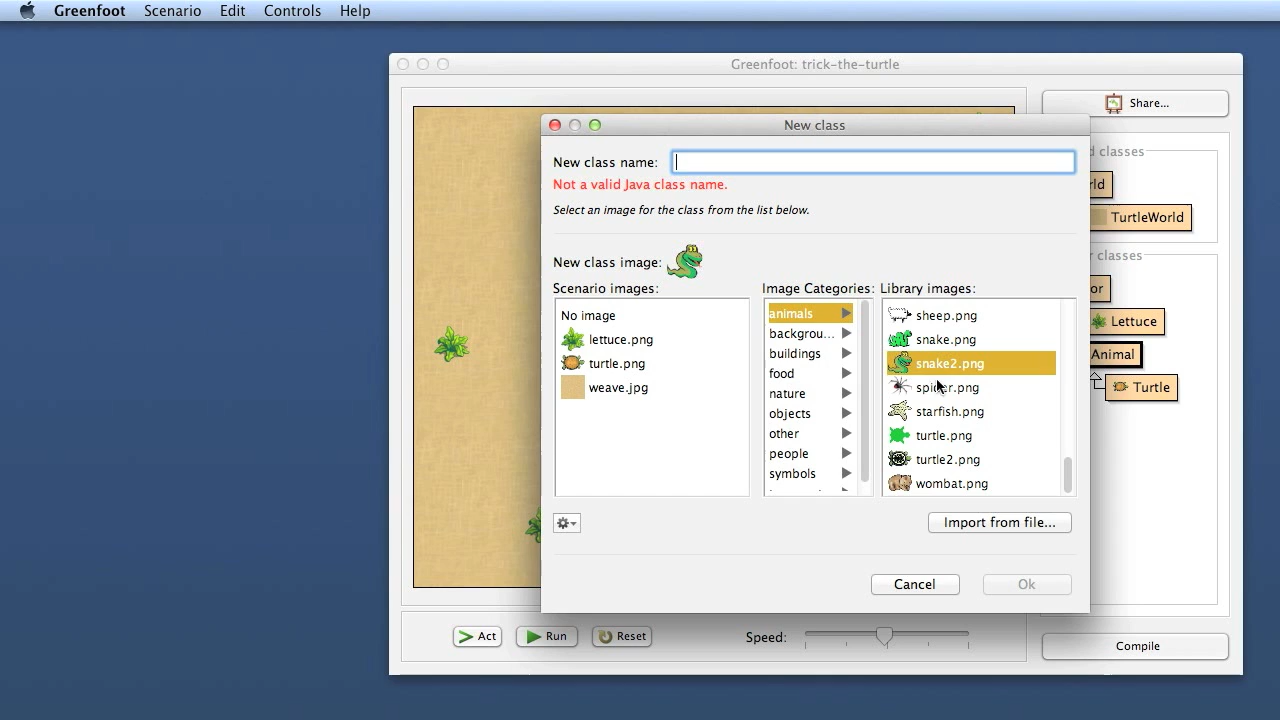 Greenfoot Scenario Edit Controls Help
Greenfoot: trick-the-turtle
Share...
New class
New class name:
Not a valid Java class name.
Select an image for the class from the list below.
New class image:
Scenario images:
No image
lettuce.png
turtle.png
weave.jpg
Image Categories:
animals
backgrou...
buildings
food
nature
objects
other
people
symbols
Library images:
sheep.png
snake.png
snake2.png
spider.png
starfish.png
turtle.png
turtle2.png
wombat.png
Import from file...
Cancel
Ok
d classes
rld
TurtleWorld
r classes
or
Lettuce
Animal
Turtle
Act
Run
Reset
Speed:
Compile